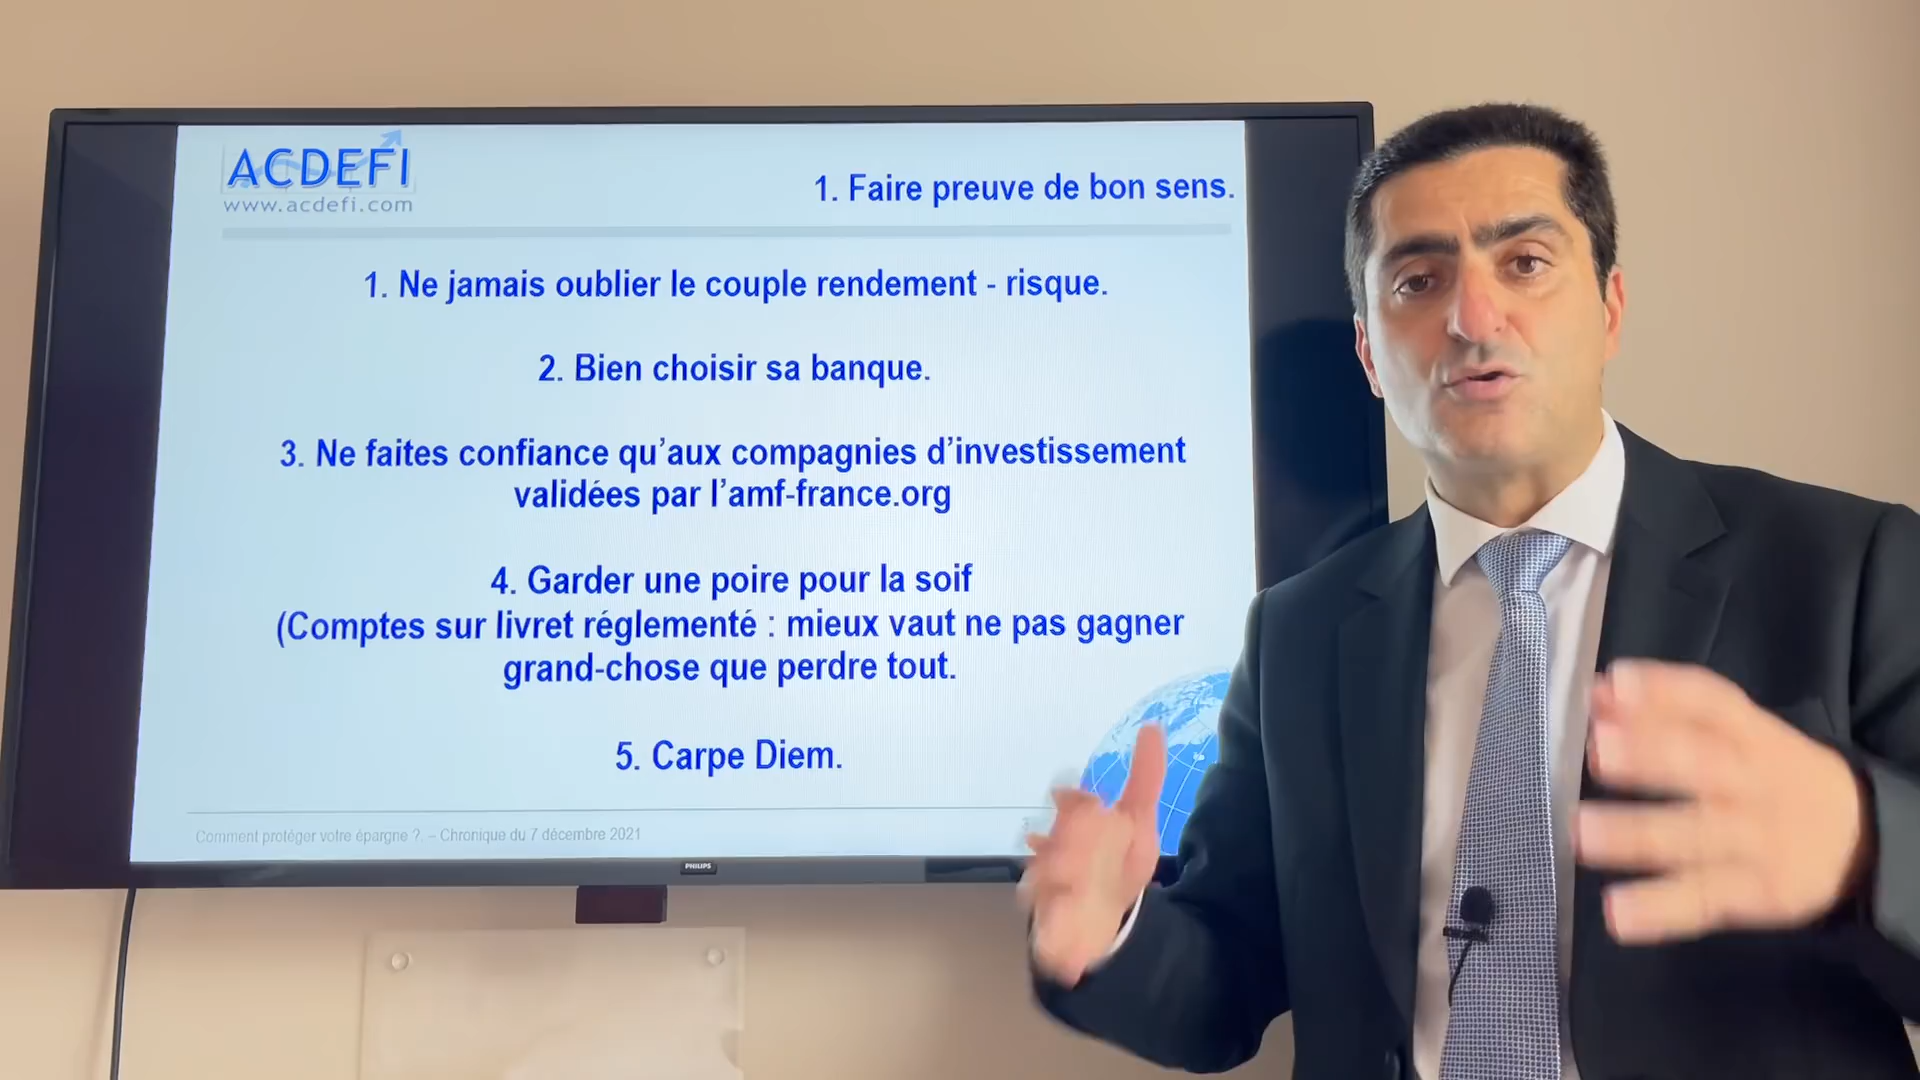 ACDEFI
www.acdefi.com
1. Faire preuve de bon sens.
1. Ne jamais oublier le couple rendement - risque.
2. Bien choisir sa banque.
3. Ne faites confiance qu’aux compagnies d’investissement
validées par l’amf-france.org
4. Garder une poire pour la soif
(Comptes sur livret réglementé : mieux vaut ne pas gagner
grand-chose que perdre tout.
5. Carpe Diem.
Comment protéger votre épargne ?. – Chronique du 7 décembre 2021
3
PHILIPS